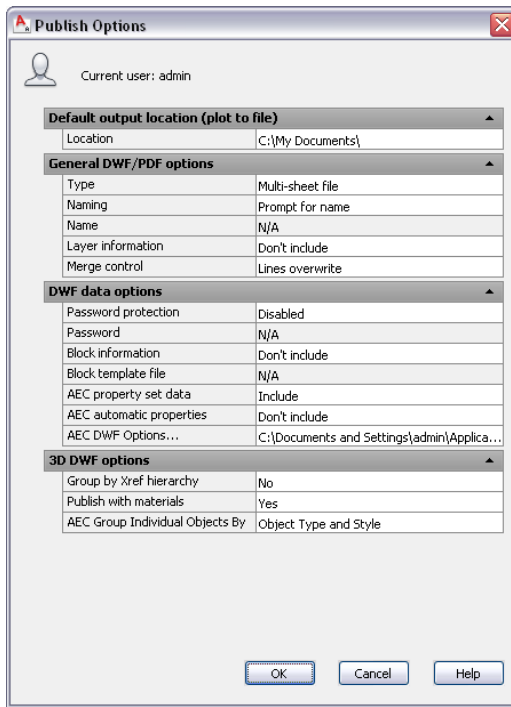 Publish Options
Current user: admin
Default output location (plot to file)
Location C:\My Documents\
General DWF/PDF options
Type Multi-sheet file
Naming Prompt for name
Name N/A
Layer information Don't include
Merge control Lines overwrite
DWF data options
Password protection Disabled
Password N/A
Block information Don't include
Block template file N/A
AEC property set data Include
AEC automatic properties Don't include
AEC DWF Options... C:\Documents and Settings\admin\Applica...
3D DWF options
Group by Xref hierarchy No
Publish with materials Yes
AEC Group Individual Objects By Object Type and Style
OK Cancel Help